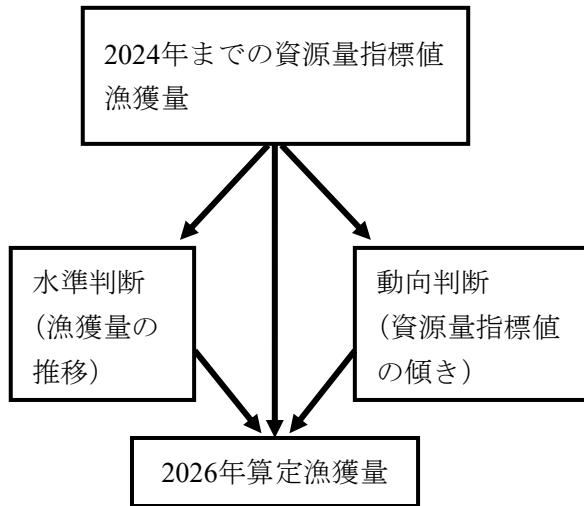 2024年までの資源量指標値
漁獲量
水準判断
（漁獲量の
推移）
動向判断
（資源量指標値
の傾き）
2026年算定漁獲量